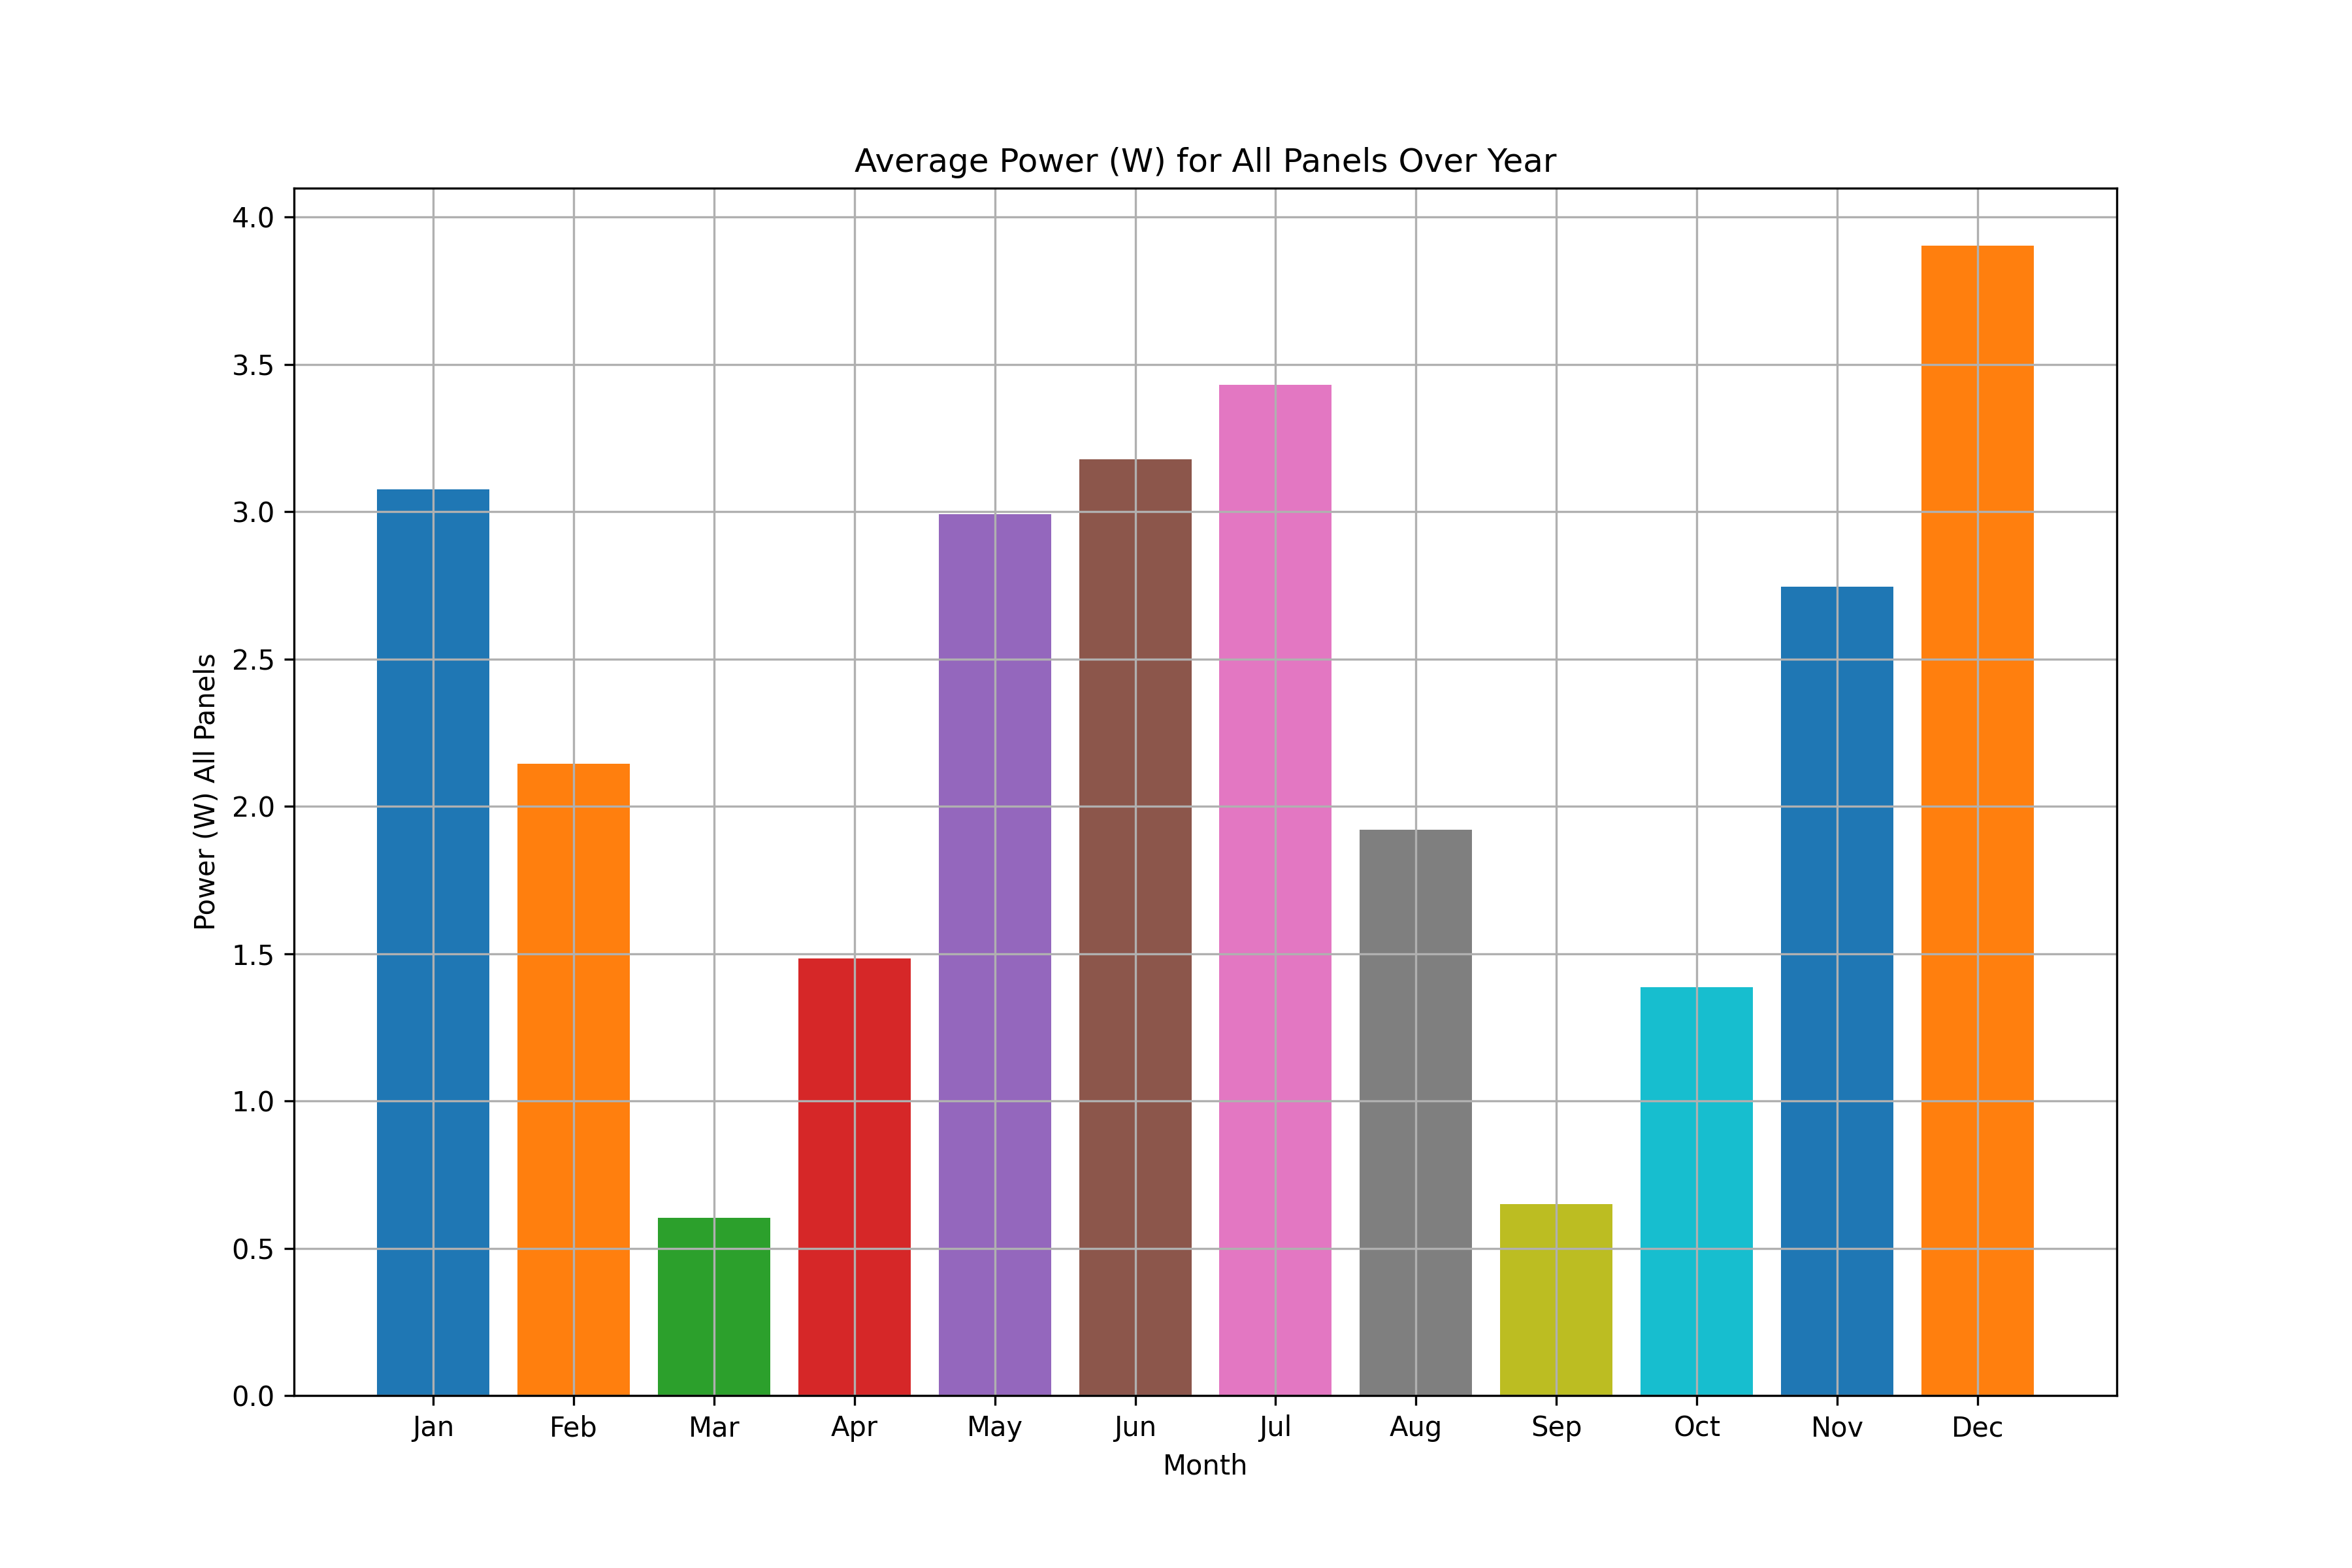 Average Power (W) for All Panels Over Year
Power (W) All Panels
4.0
3.5
3.0
2.5
2.0
1.5
1.0
0.5
0.0
Jan Feb Mar Apr May Jun Jul Aug Sep Oct Nov Dec
Month